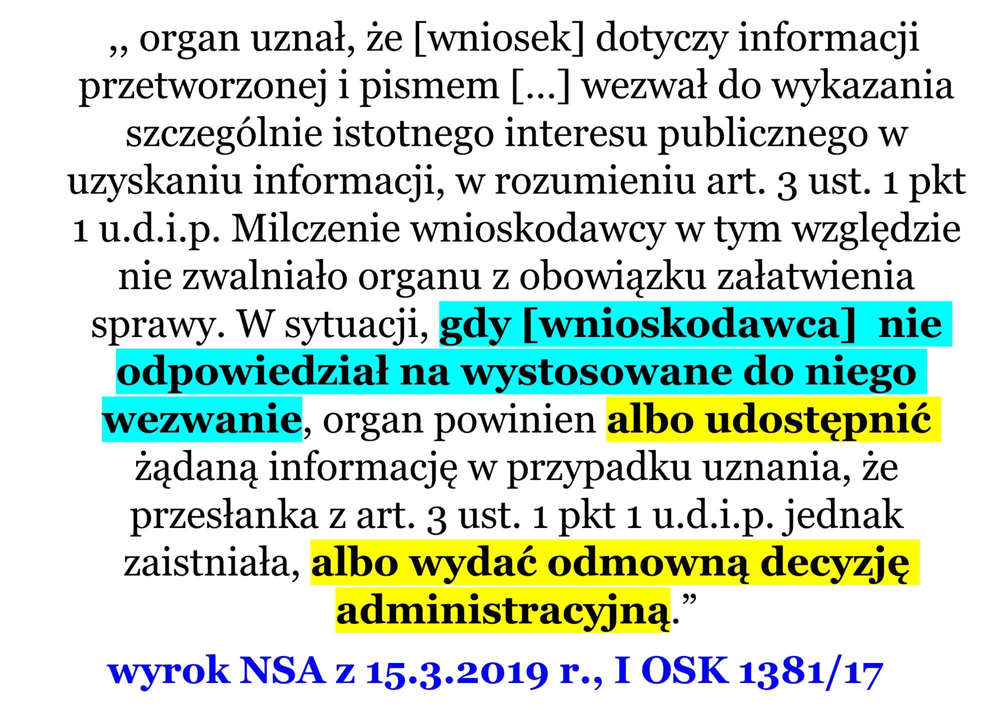 ,, organ uznał, że [wniosek] dotyczy informacji
przetworzonej i pismem [...] wezwał do wykazania
szczególnie istotnego interesu publicznego w
uzyskaniu informacji, w rozumieniu art. 3 ust. 1 pkt
1 u.d.i.p. Milczenie wnioskodawcy w tym względzie
nie zwalniało organu z obowiązku załatwienia
sprawy. W sytuacji, gdy [wnioskodawca]  nie
odpowiedział na wystosowane do niego
wezwanie, organ powinien albo udostępnić
żądaną informację w przypadku uznania, że
przesłanka z art. 3 ust. 1 pkt 1 u.d.i.p. jednak
zaistniała, albo wydać odmowną decyzję
administracyjną.”
wyrok NSA z 15.3.2019 r., I OSK 1381/17